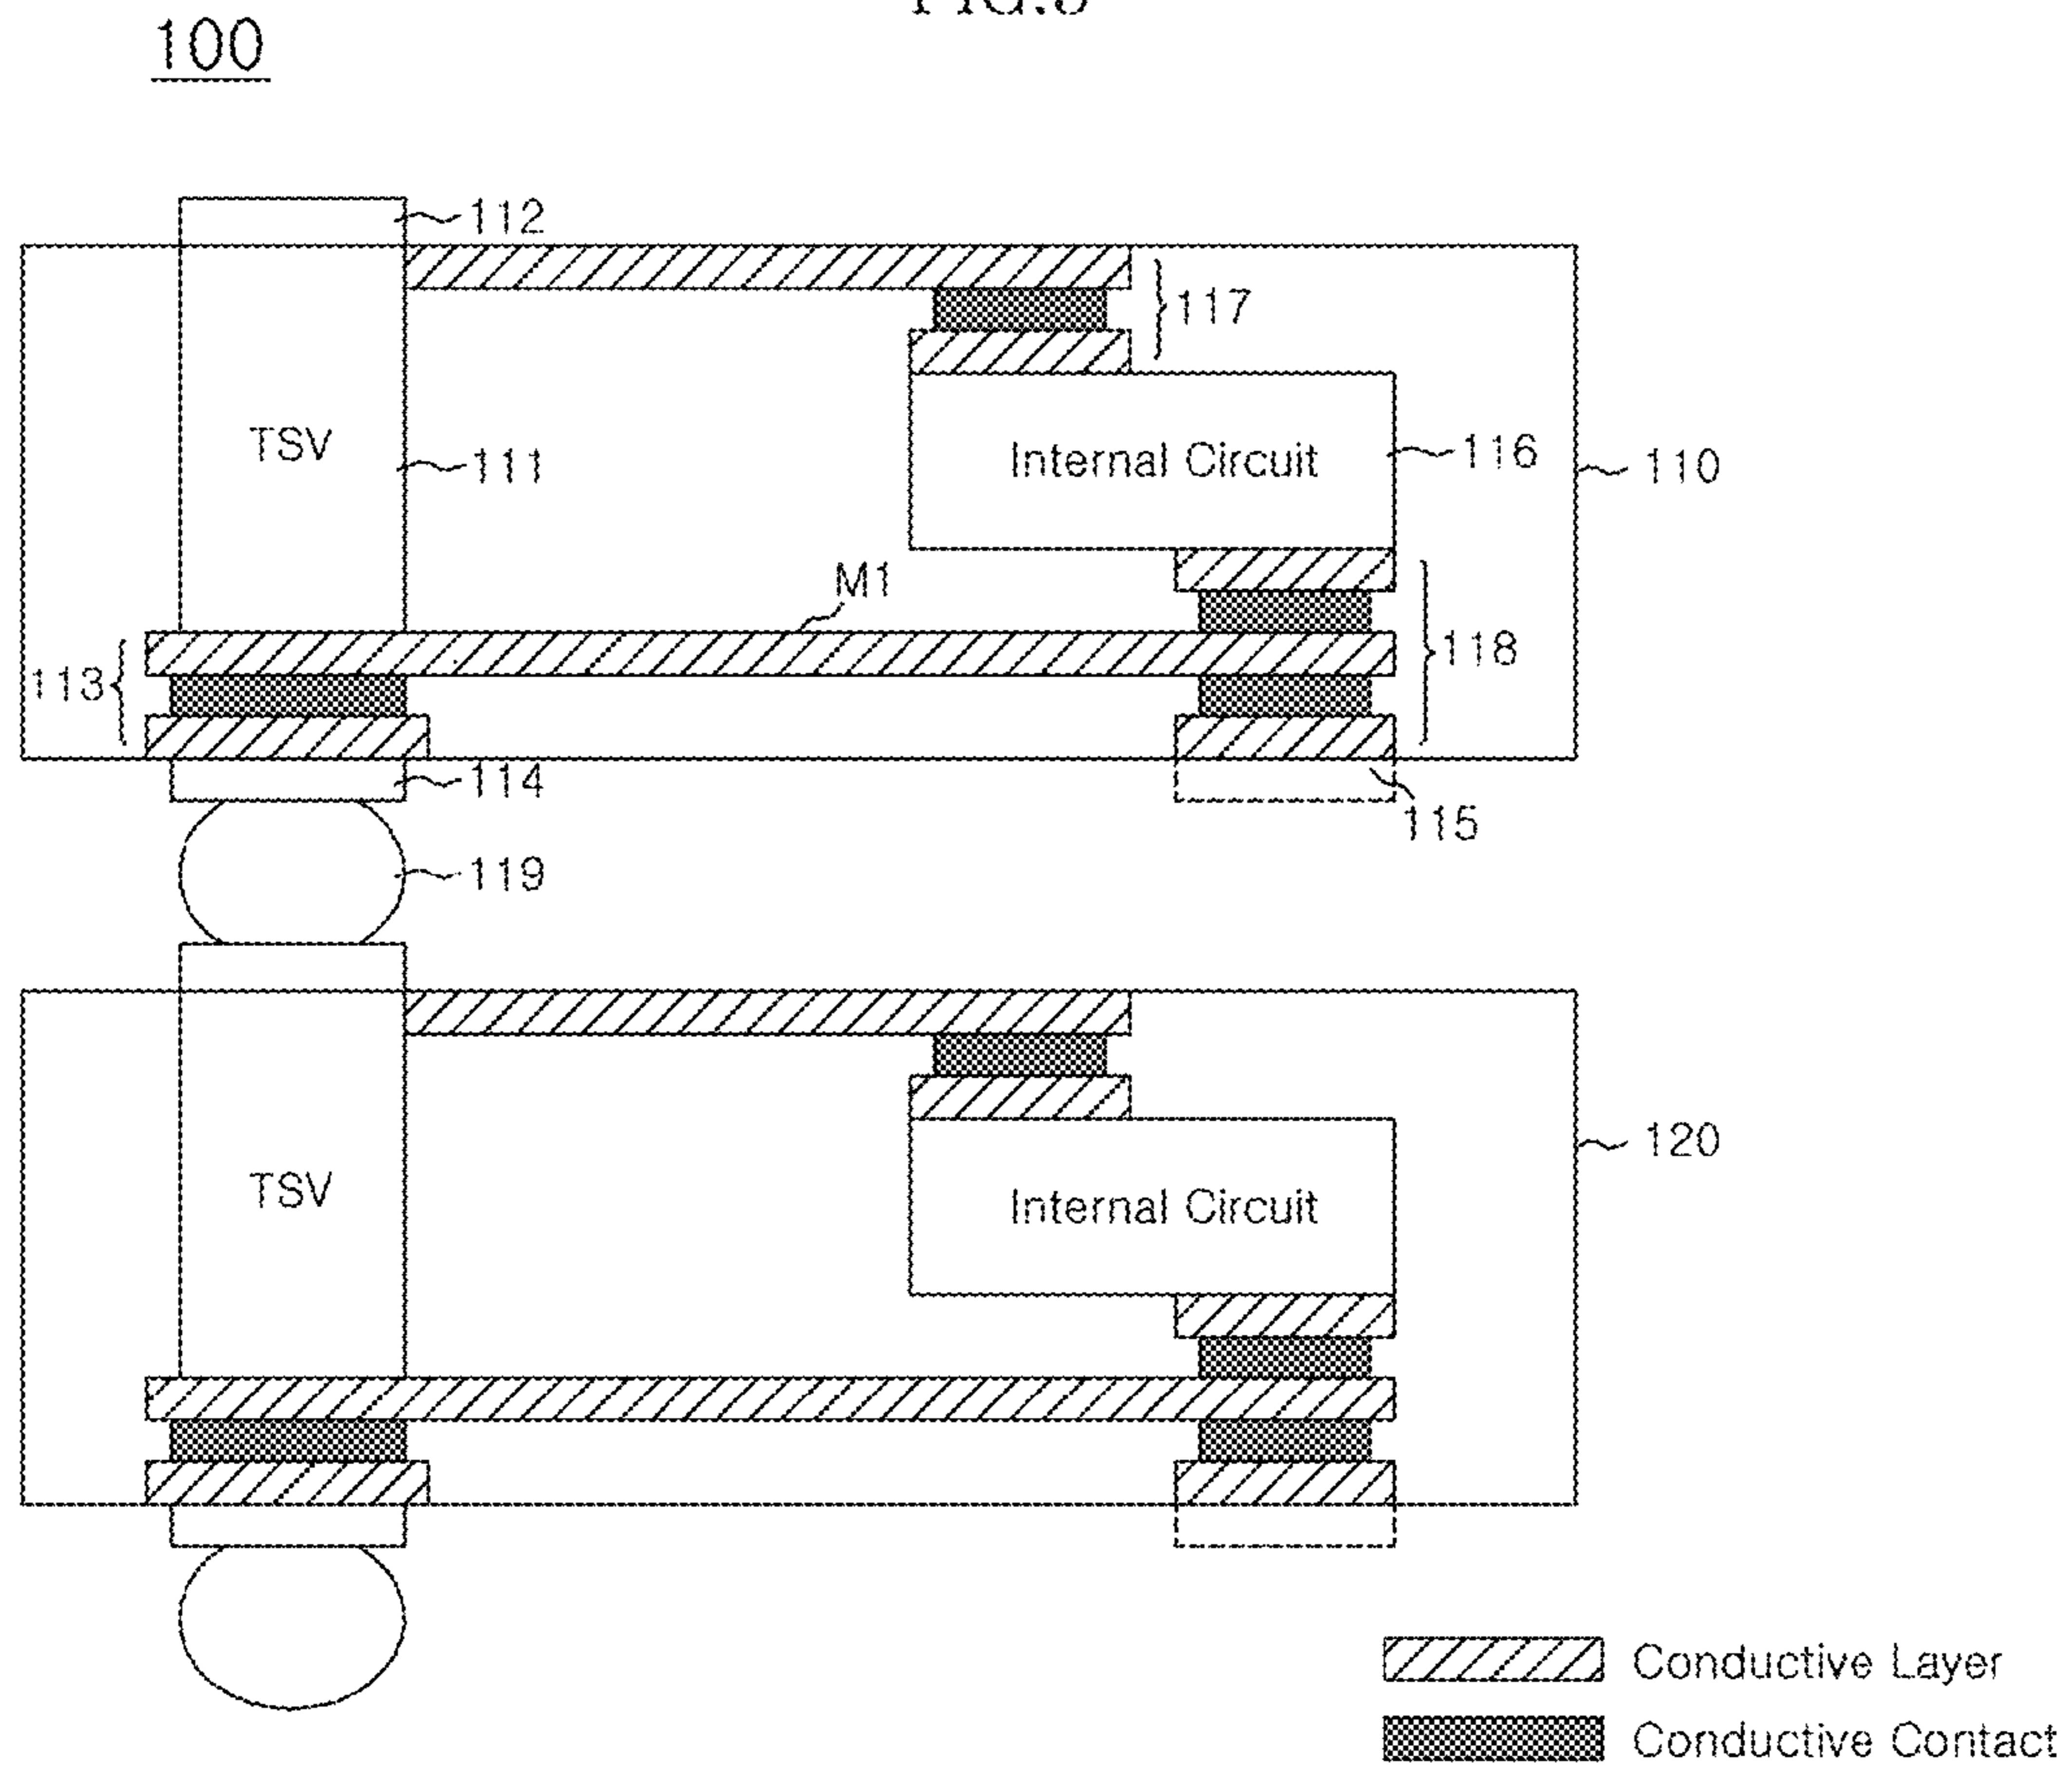 100
112
117
TSV
111
Internal Circuit
116
110
M1
113
118
114
115
119
TSV
Internal Circuit
120
Conductive Layer
Conductive Contact